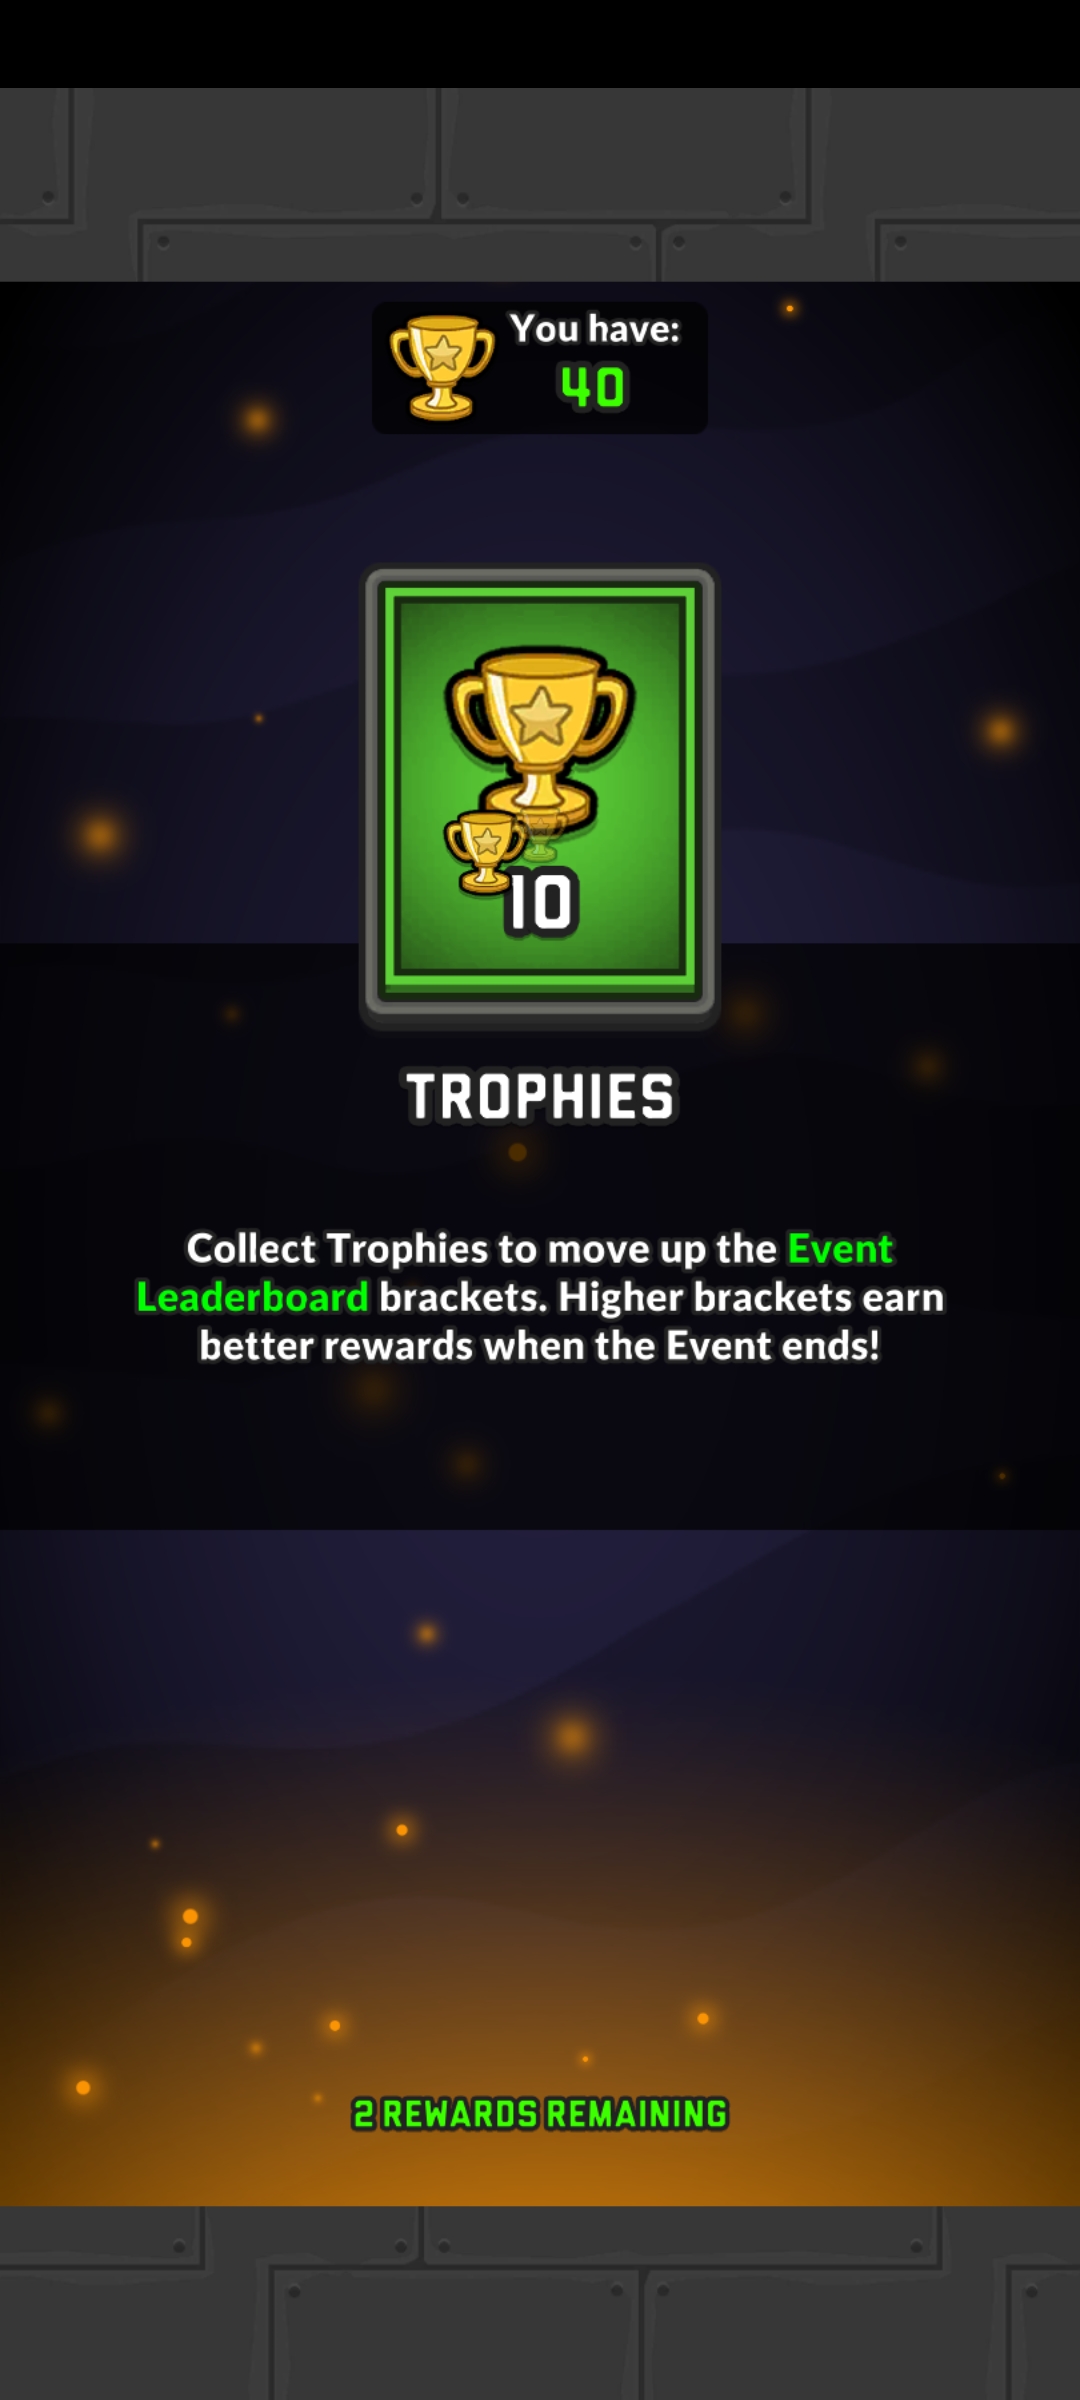 You have:
40
10
TROPHIES
Collect Trophies to move up the Event
Leaderboard brackets. Higher brackets earn
better rewards when the Event ends!
2 REWARDS REMAINING